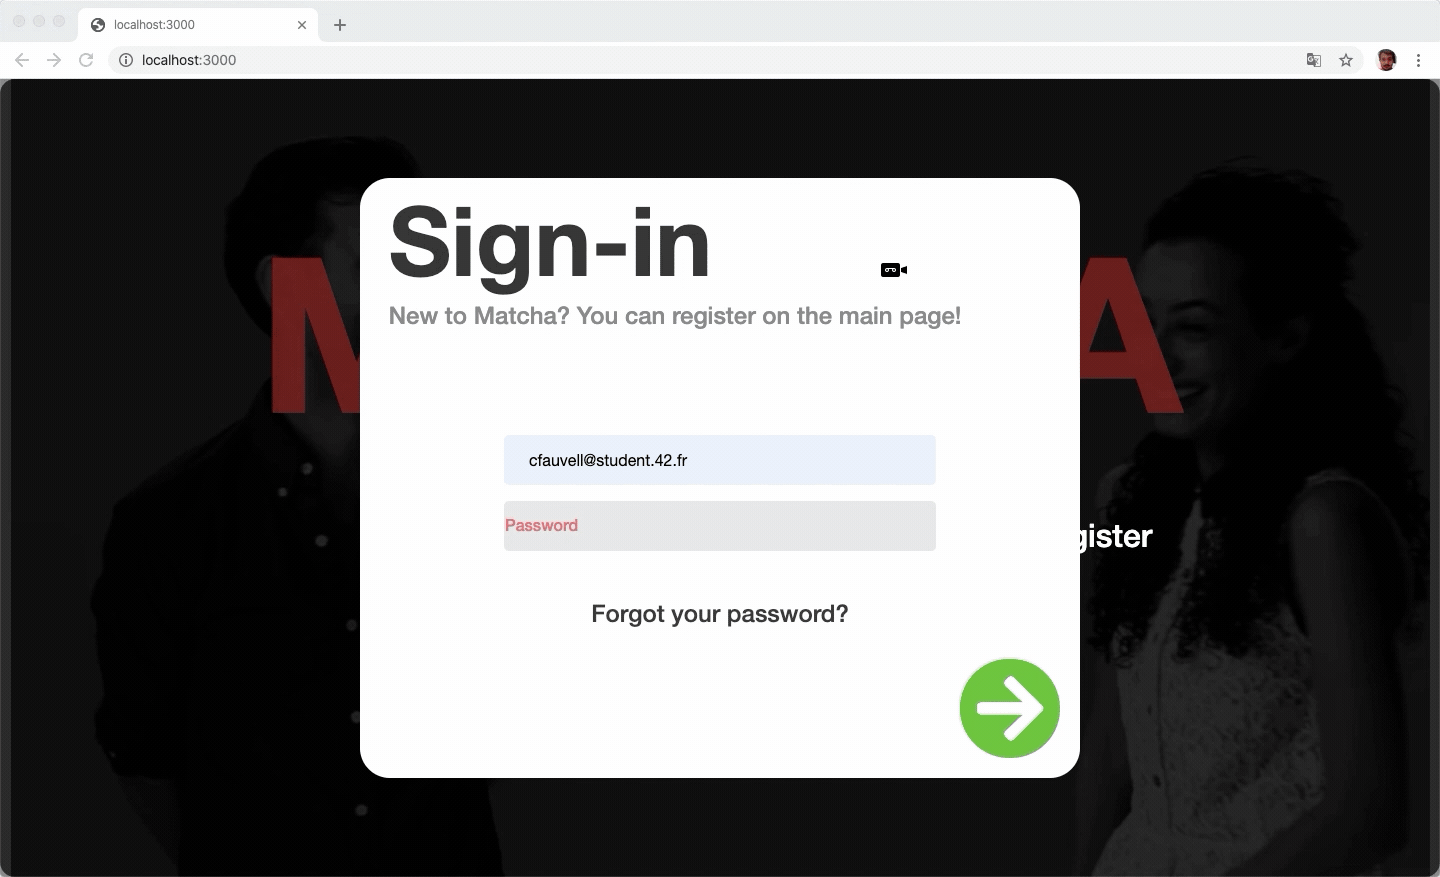 localhost:3000
localhost:3000
Sign-in
New to Matcha? You can register on the main page!
M
A
cfauvell@student.42.fr
Password
gister
Forgot your password?